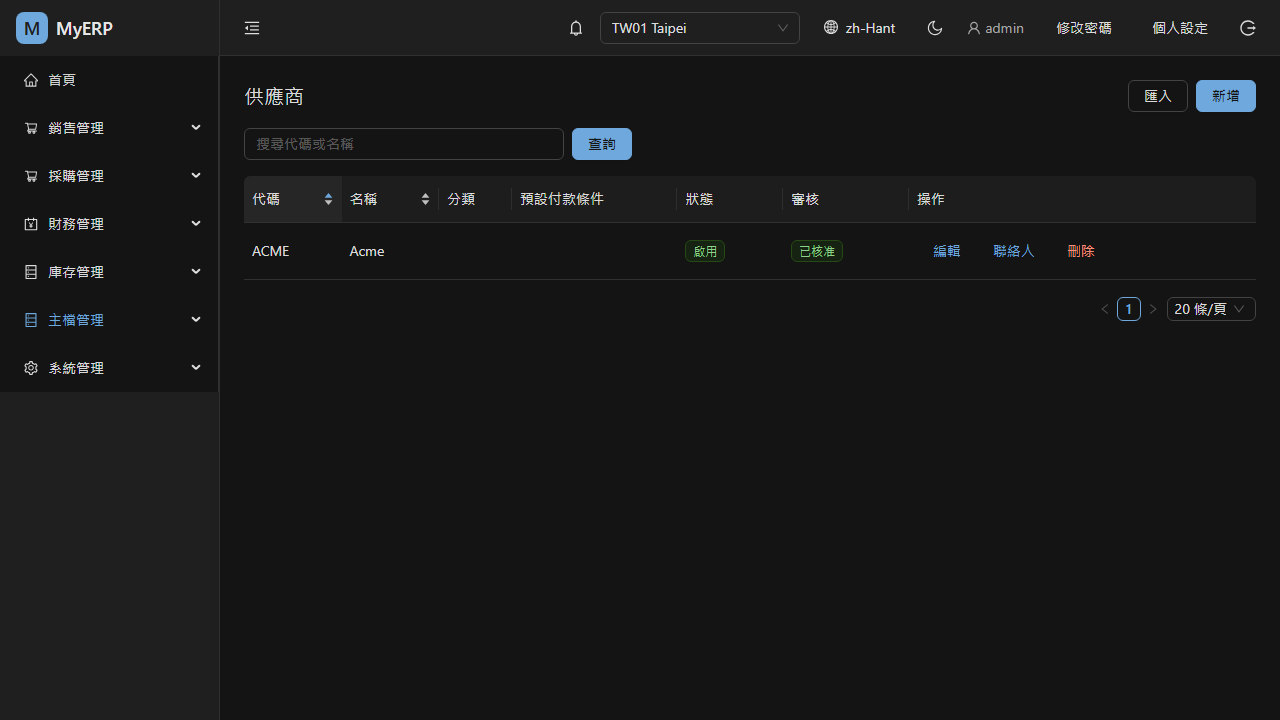 M MyERP
TW01 Taipei
zh-Hant
admin
修改密碼
個人設定
首頁
銷售管理
採購管理
財務管理
庫存管理
主檔管理
系統管理
供應商
匯入
新增
搜尋代碼或名稱
查詢
代碼 名稱 分類 預設付款條件 狀態 審核 操作
ACME Acme 啟用 已核准 編輯 聯絡人 刪除
1 20 條/頁